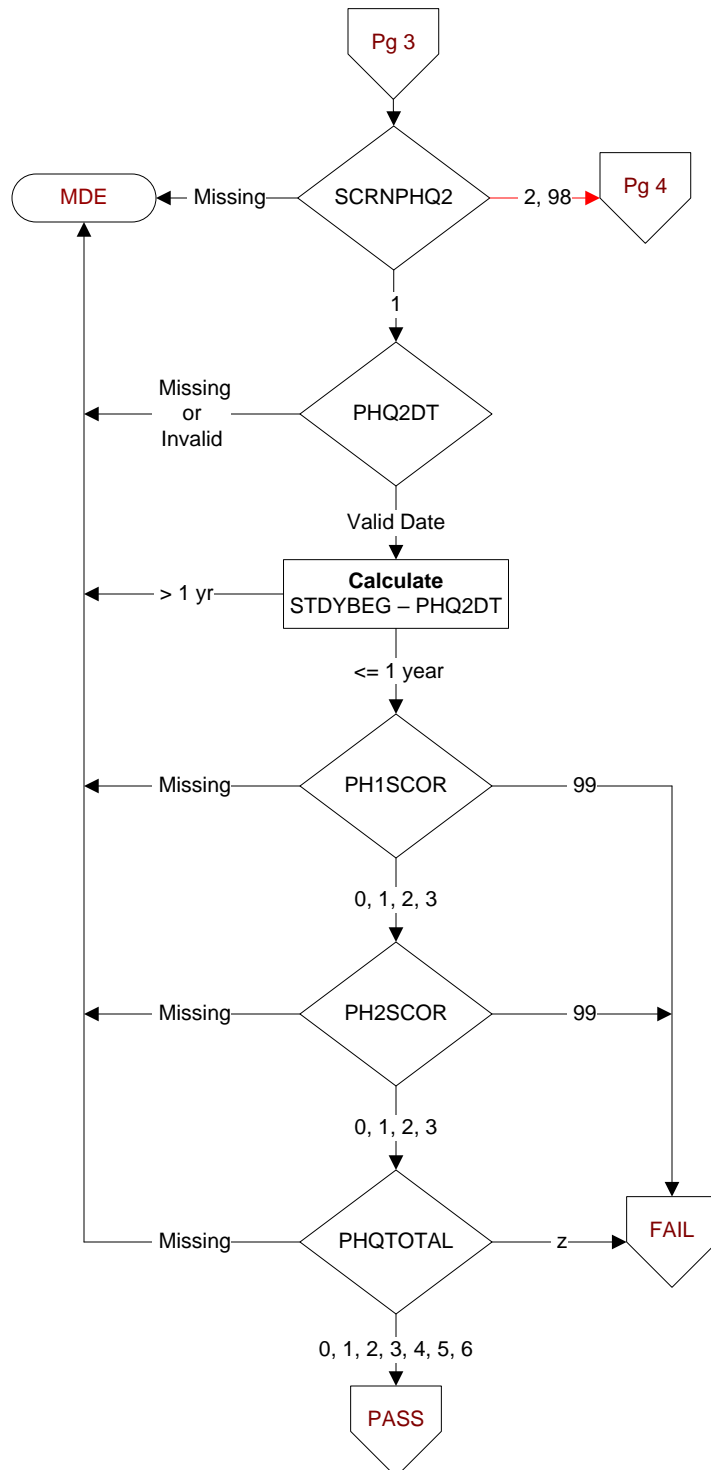 Pg 3
MDE
Missing
SCRNPHQ2
2, 98
Pg 4
1
Missing
or
Invalid
PHQ2DT
Valid Date
Calculate
> 1 yr
STDYBEG – PHQ2DT
<= 1 year
Missing
PH1SCOR
99
0, 1, 2, 3
Missing
PH2SCOR
99
0, 1, 2, 3
Missing
PHQTOTAL
z
FAIL
0, 1, 2, 3, 4, 5, 6
PASS